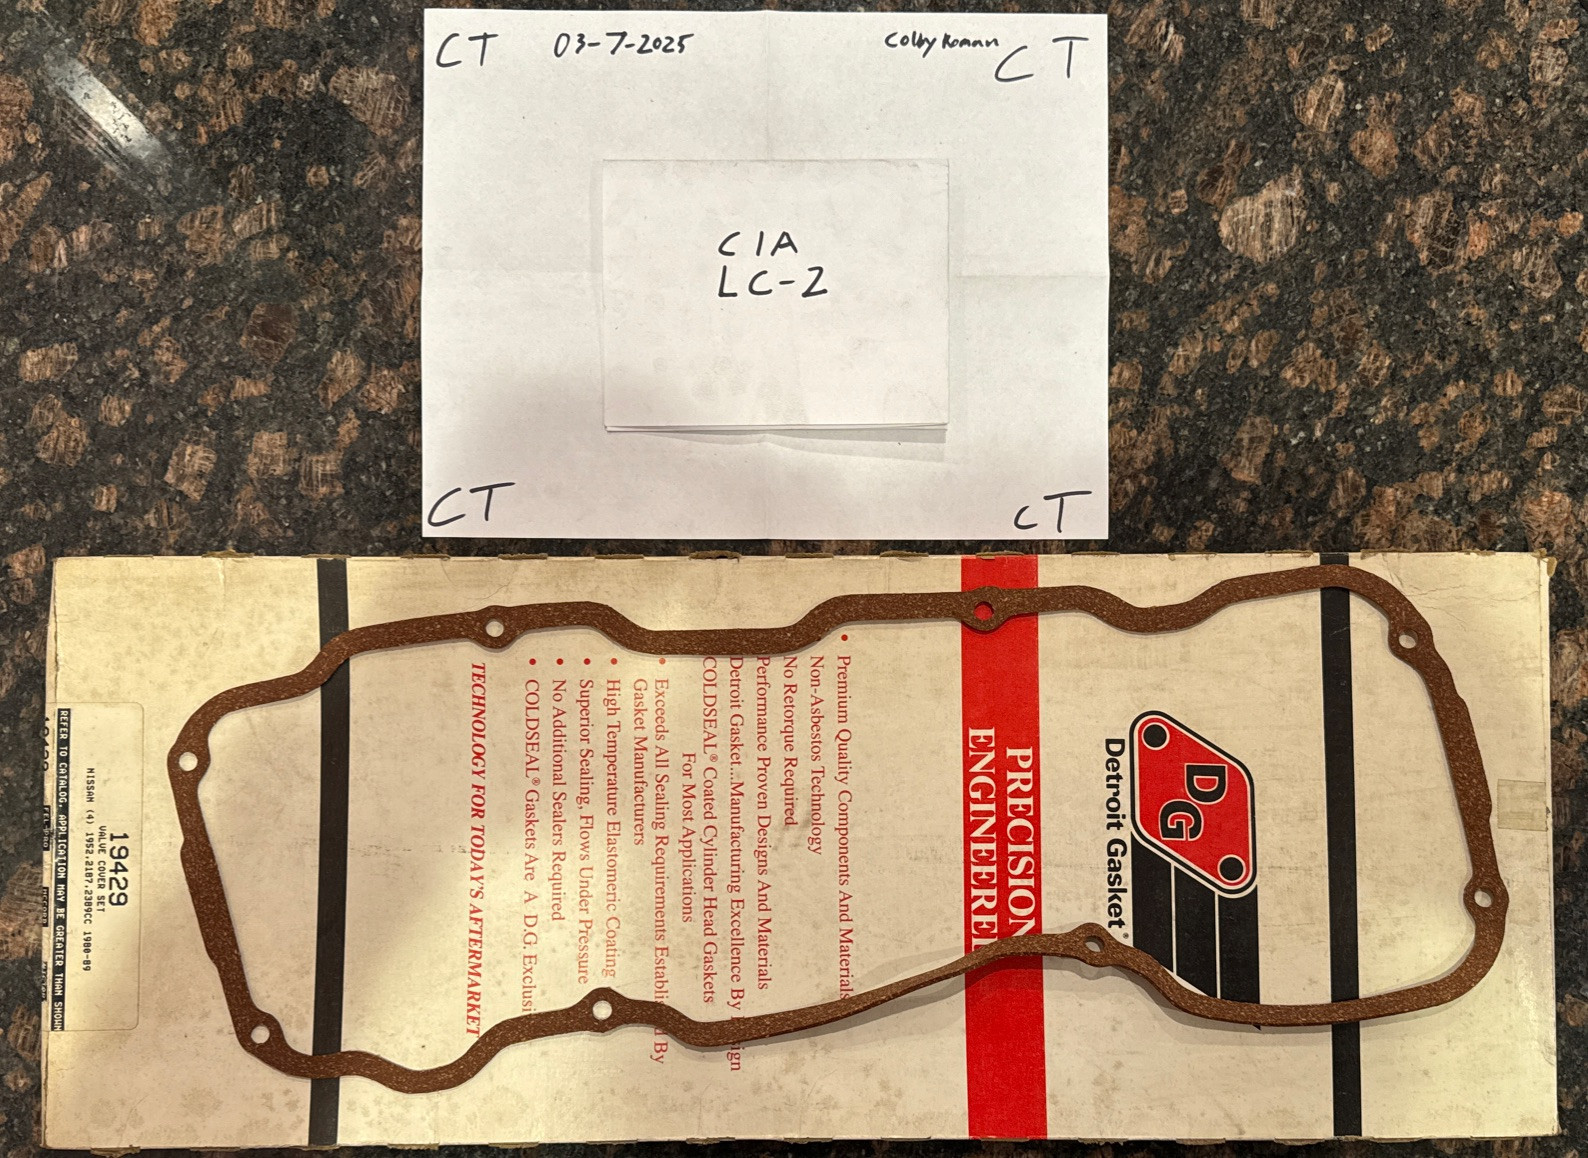 CT 03-7-2025 Colby Roman CT
CIA
LC-2
CT CT
Detroit Gasket®
DG
PRECISION
ENGINEERED
• Premium Quality Components And Materials
Non-Asbestos Technology
No Retorque Required
Performance Proven Designs And Materials
Detroit Gasket...Manufacturing Excellence By
COLDSEAL® Coated Cylinder Head Gaskets
For Most Applications
• Exceeds All Sealing Requirements By
Gasket Manufacturers
• High Temperature Elastomeric Coating
• Superior Sealing, Flows Under Pressure
• No Additional Sealers Required
• COLDSEAL® Gaskets Are A D.G. Exclusi
TECHNOLOGY FOR TODAY'S AFTERMARKET
19429
VALVE COVER SET
NISSAN (4) 1952,2187,2389CC 1980-89
REFER TO CATALOG, APPLICATION MAY BE GREATER THAN SHOWN